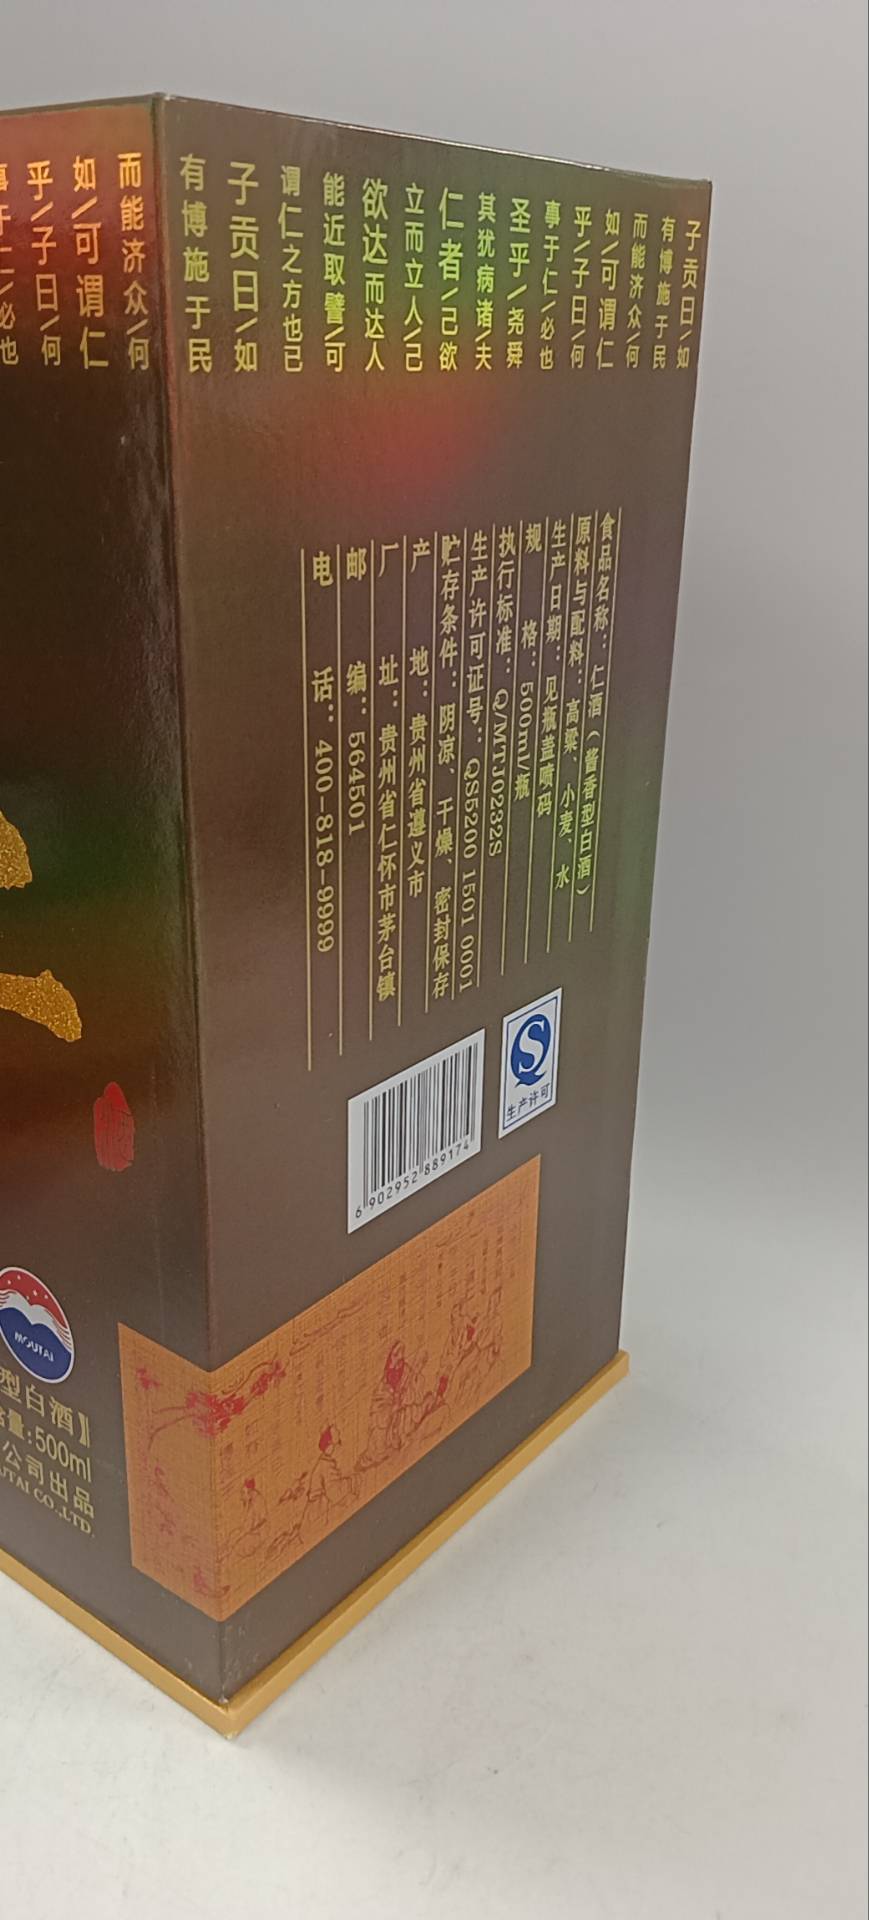 子贡曰\如
有博施于民
而能济众\何
如\可谓仁
乎\子曰\何
事于仁\必也
圣乎\尧舜
其犹病诸\夫
仁者\己欲
立而立人\己
欲达而达人
能近取譬\可
谓仁之方也已
子贡曰\如
有博施于民
而能济众\何
如\可谓仁
乎\子曰\何
事于仁\必也
食品名称：仁酒（酱香型白酒）
原料与配料：高粱、小麦、水
生产日期：见瓶盖喷码
规格：500ml/瓶
执行标准：Q/MTJ0232S
生产许可证号：QS5200 1501 0001
贮存条件：阴凉、干燥、密封保存
产地：贵州省遵义市
厂址：贵州省仁怀市茅台镇
邮编：564501
电话：400-818-9999
生产许可
6 902952 889174
MOUTAI
型白酒】
含量:500ml
公司出品
UTAI CO.,LTD.